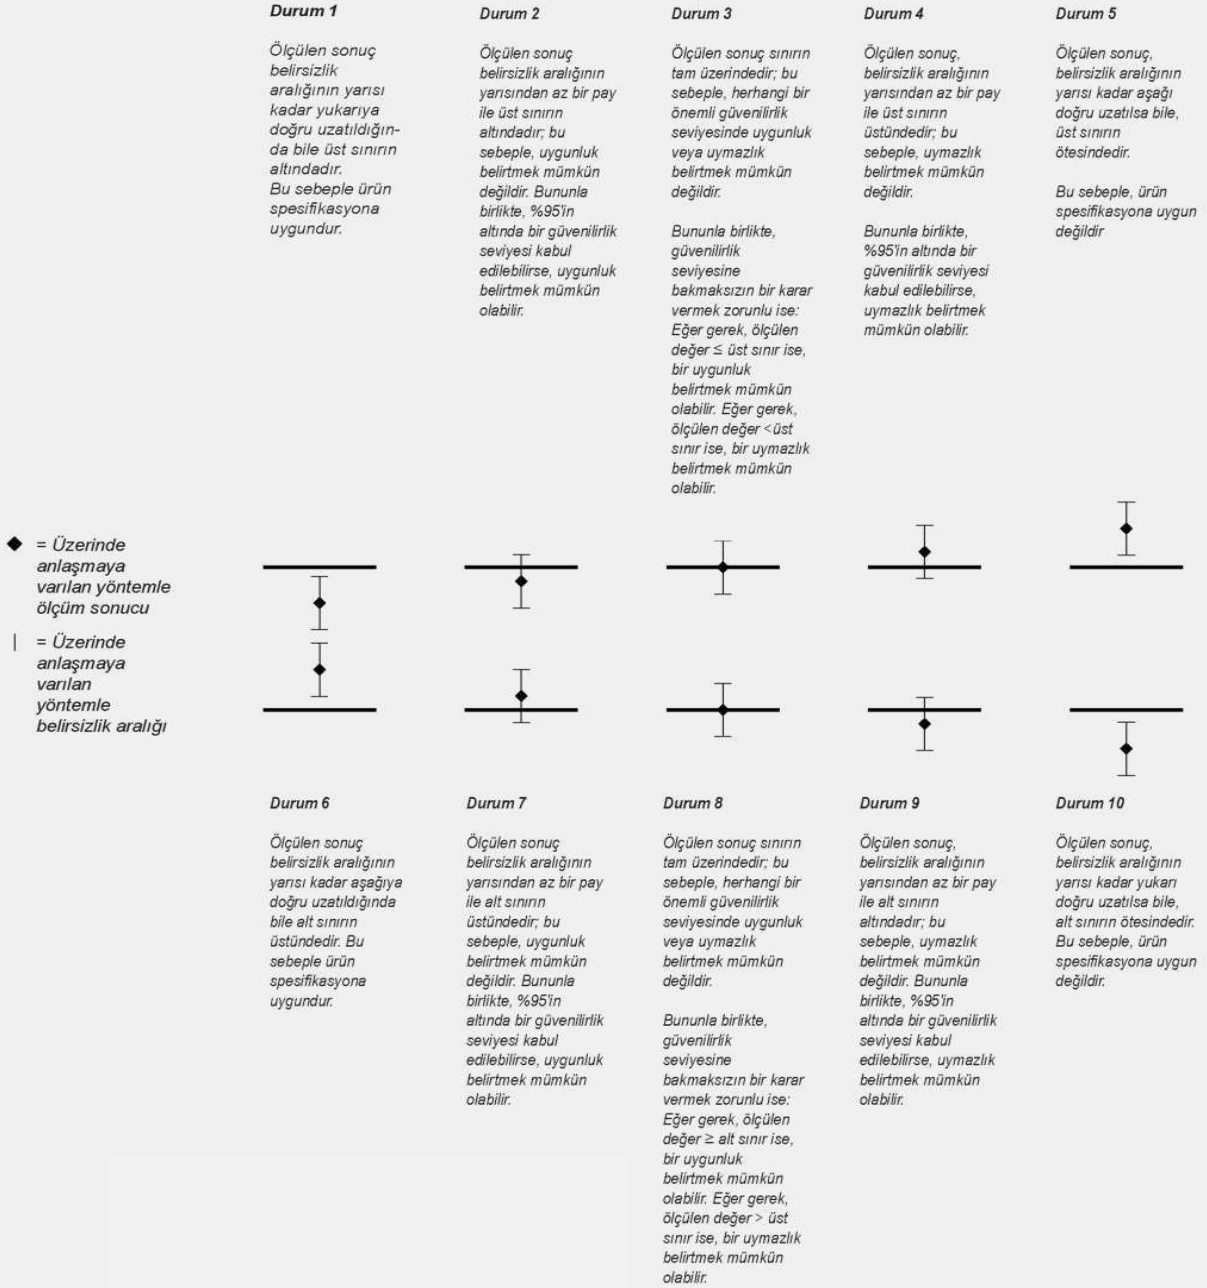 Durum 1
Ölçülen sonuç
belirsizlik
aralığının yarısı
kadar yukarıya
doğru uzatıldığın-
da bile üst sınırın
altındadır.
Bu sebeple ürün
spesifikasyona
uygundur.
Durum 2
Ölçülen sonuç
belirsizlik aralığının
yarısından az bir pay
ile üst sınırın
altındadır; bu
sebeple, uygunluk
belirtmek mümkün
değildir. Bununla
birlikte, %95'in
altında bir güvenilirlik
seviyesi kabul
edilebilirse, uygunluk
belirtmek mümkün
olabilir.
Durum 3
Ölçülen sonuç sınırın
tam üzerindedir; bu
sebeple, herhangi bir
önemli güvenilirlik
seviyesinde uygunluk
veya uymazlık
belirtmek mümkün
değildir.
Bununla birlikte,
güvenilirlik
seviyesine
bakmaksızın bir karar
vermek zorunlu ise:
Eğer gerek, ölçülen
değer ≤ üst sınır ise,
bir uygunluk
belirtmek mümkün
olabilir. Eğer gerek,
ölçülen değer <üst
sınır ise, bir uymazlık
belirtmek mümkün
olabilir.
Durum 4
Ölçülen sonuç,
belirsizlik aralığının
yarısından az bir pay
ile üst sınırın
üstündedir; bu
sebeple, uymazlık
belirtmek mümkün
değildir.
Bununla birlikte,
%95'in altında bir
güvenilirlik seviyesi
kabul edilebilirse,
uymazlık belirtmek
mümkün olabilir.
Durum 5
Ölçülen sonuç,
belirsizlik aralığının
yarısı kadar aşağı
doğru uzatılsa bile,
üst sınırın
ötesindedir.
Bu sebeple, ürün
spesifikasyona uygun
değildir
= Üzerinde
anlaşmaya
varılan yöntemle
ölçüm sonucu
| = Üzerinde
anlaşmaya
varılan
yöntemle
belirsizlik aralığı
Durum 6
Ölçülen sonuç
belirsizlik aralığının
yarısı kadar aşağıya
doğru uzatıldığında
bile alt sınırın
üstündedir. Bu
sebeple ürün
spesifikasyona
uygundur.
Durum 7
Ölçülen sonuç
belirsizlik aralığının
yarısından az bir pay
ile alt sınırın
üstündedir; bu
sebeple, uygunluk
belirtmek mümkün
değildir. Bununla
birlikte, %95'in
altında bir güvenilirlik
seviyesi kabul
edilebilirse, uygunluk
belirtmek mümkün
olabilir.
Durum 8
Ölçülen sonuç sınırın
tam üzerindedir; bu
sebeple, herhangi bir
önemli güvenilirlik
seviyesinde uygunluk
veya uymazlık
belirtmek mümkün
değildir.
Bununla birlikte,
güvenilirlik
seviyesine
bakmaksızın bir karar
vermek zorunlu ise:
Eğer gerek, ölçülen
değer ≥ alt sınır ise,
bir uygunluk
belirtmek mümkün
olabilir. Eğer gerek,
ölçülen değer > üst
sınır ise, bir uymazlık
belirtmek mümkün
olabilir.
Durum 9
Ölçülen sonuç,
belirsizlik aralığının
yarısından az bir pay
ile alt sınırın
altındadır; bu
sebeple, uymazlık
belirtmek mümkün
değildir. Bununla
birlikte, %95'in
altında bir güvenilirlik
seviyesi kabul
edilebilirse, uymazlık
belirtmek mümkün
olabilir.
Durum 10
Ölçülen sonuç,
belirsizlik aralığının
yarısı kadar yukarı
doğru uzatılsa bile,
alt sınırın ötesindedir.
Bu sebeple, ürün
spesifikasyona uygun
değildir.